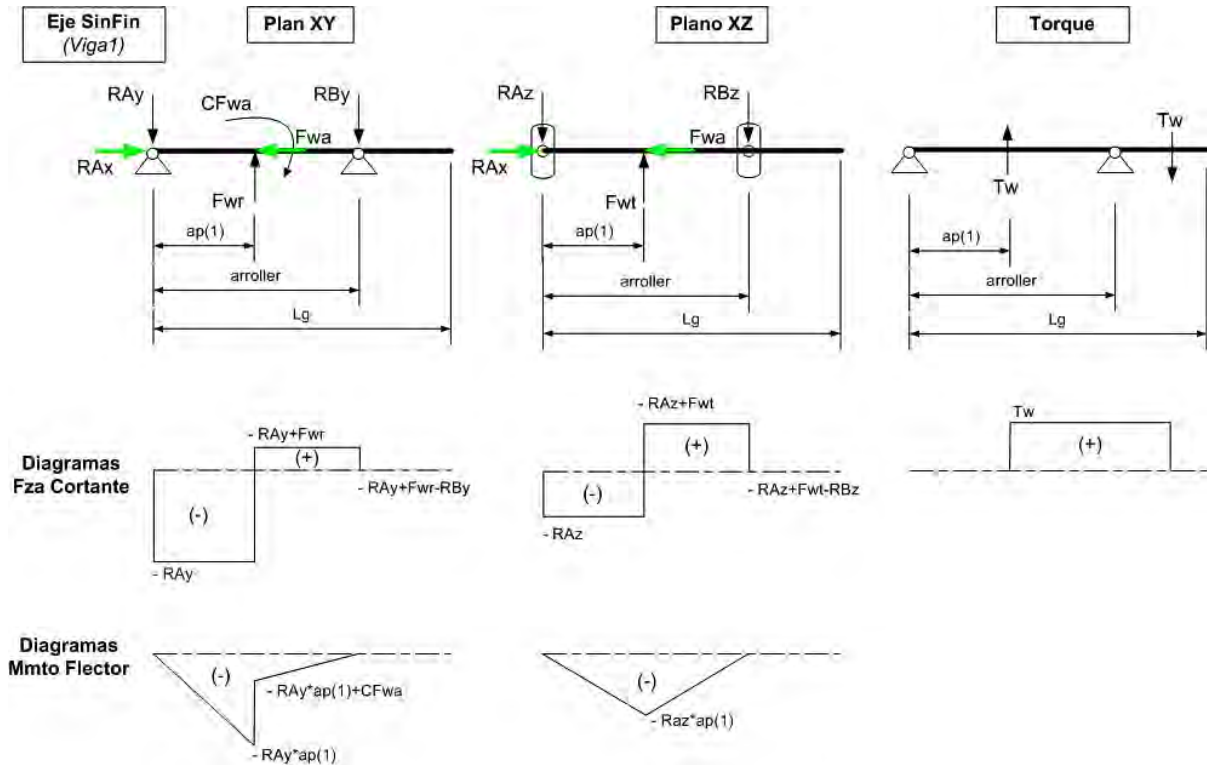 Eje SinFin
(Viga1)
Plan XY
Plano XZ
Torque
RAy
CFwa
RBy
Fwa
RAx
Fwr
ap(1)
arroller
Lg
RAz
RBz
Fwa
RAx
Fwt
ap(1)
arroller
Lg
Tw
Tw
ap(1)
arroller
Lg
Diagramas
Fza Cortante
- RAy+Fwr
(+)
- RAy+Fwr-RBy
(-)
- RAy
- RAz+Fwt
(+)
- RAz+Fwt-RBz
(-)
- RAz
Tw
(+)
Diagramas
Mmto Flector
(-)
- RAy*ap(1)+CFwa
- RAy*ap(1)
(-)
- Raz*ap(1)